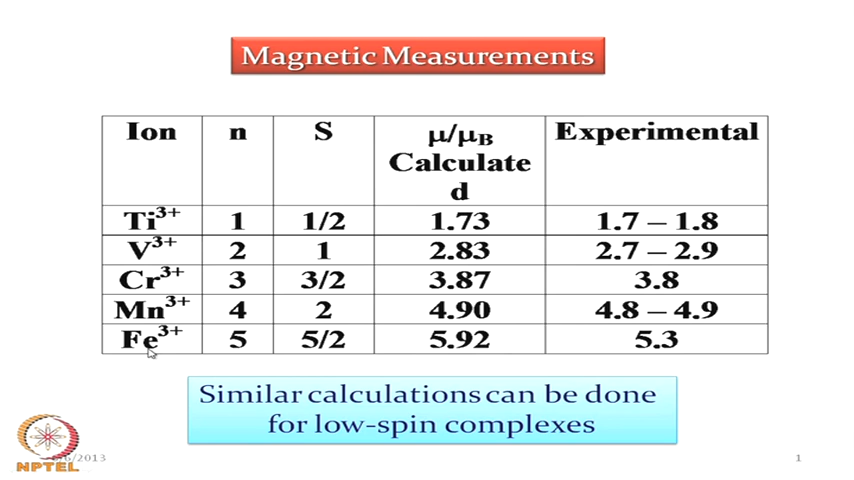 Magnetic Measurements
Ion n S μ/μB Calculate d Experimental
Ti3+ 1 1/2 1.73 1.7 – 1.8
V3+ 2 1 2.83 2.7 – 2.9
Cr3+ 3 3/2 3.87 3.8
Mn3+ 4 2 4.90 4.8 – 4.9
Fe3+ 5 5/2 5.92 5.3
Similar calculations can be done
for low-spin complexes
/6/2013
NPTEL
1